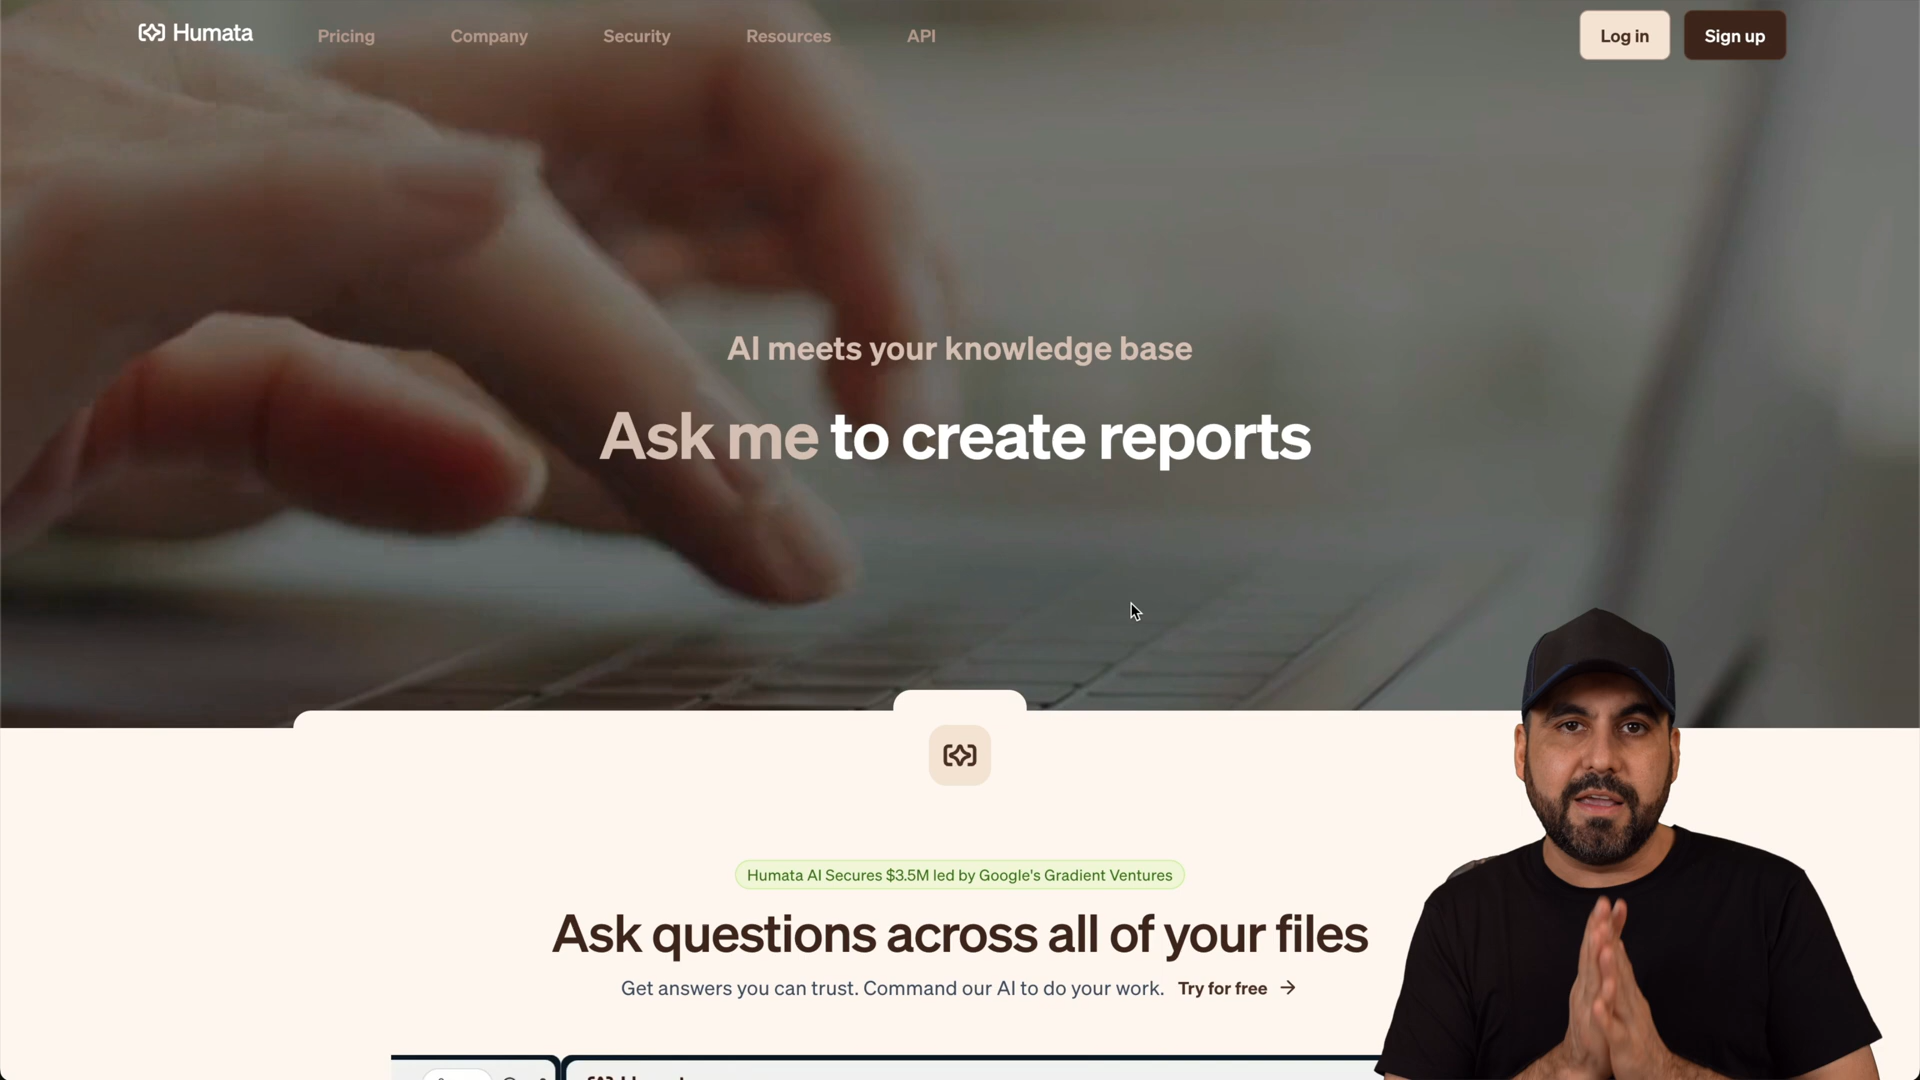 Humata
Pricing
Company
Security
Resources
API
Log in
Sign up
AI meets your knowledge base
Ask me to create reports
Humata AI Secures $3.5M led by Google's Gradient Ventures
Ask questions across all of your files
Get answers you can trust. Command our AI to do your work. Try for free →